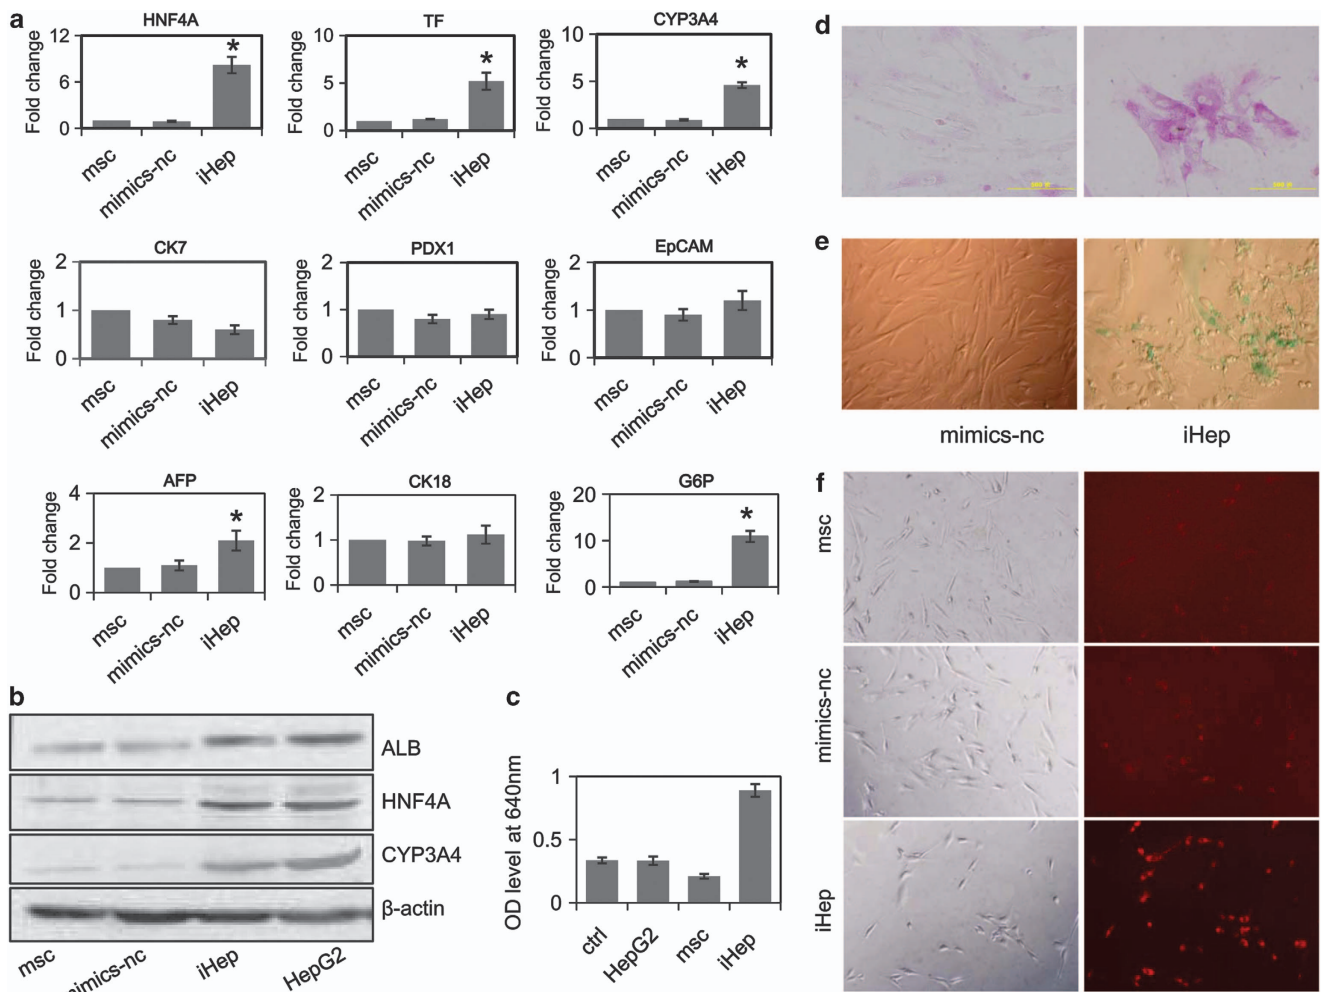 a
HNF4A
Fold change
12
6
0
msc
mimics-nc
iHep
*
TF
Fold change
10
5
0
msc
mimics-nc
iHep
*
CYP3A4
Fold change
10
5
0
msc
mimics-nc
iHep
*
CK7
Fold change
2
1
0
msc
mimics-nc
iHep
PDX1
Fold change
2
1
0
msc
mimics-nc
iHep
EpCAM
Fold change
2
1
0
msc
mimics-nc
iHep
AFP
Fold change
4
2
0
msc
mimics-nc
iHep
*
CK18
Fold change
2
1
0
msc
mimics-nc
iHep
G6P
Fold change
20
10
0
msc
mimics-nc
iHep
*
b
ALB
HNF4A
CYP3A4
β-actin
msc
mimics-nc
iHep
HepG2
c
OD level at 640nm
1
0.5
0
ctrl
HepG2
msc
iHep
d
e
mimics-nc
iHep
f
msc
mimics-nc
iHep